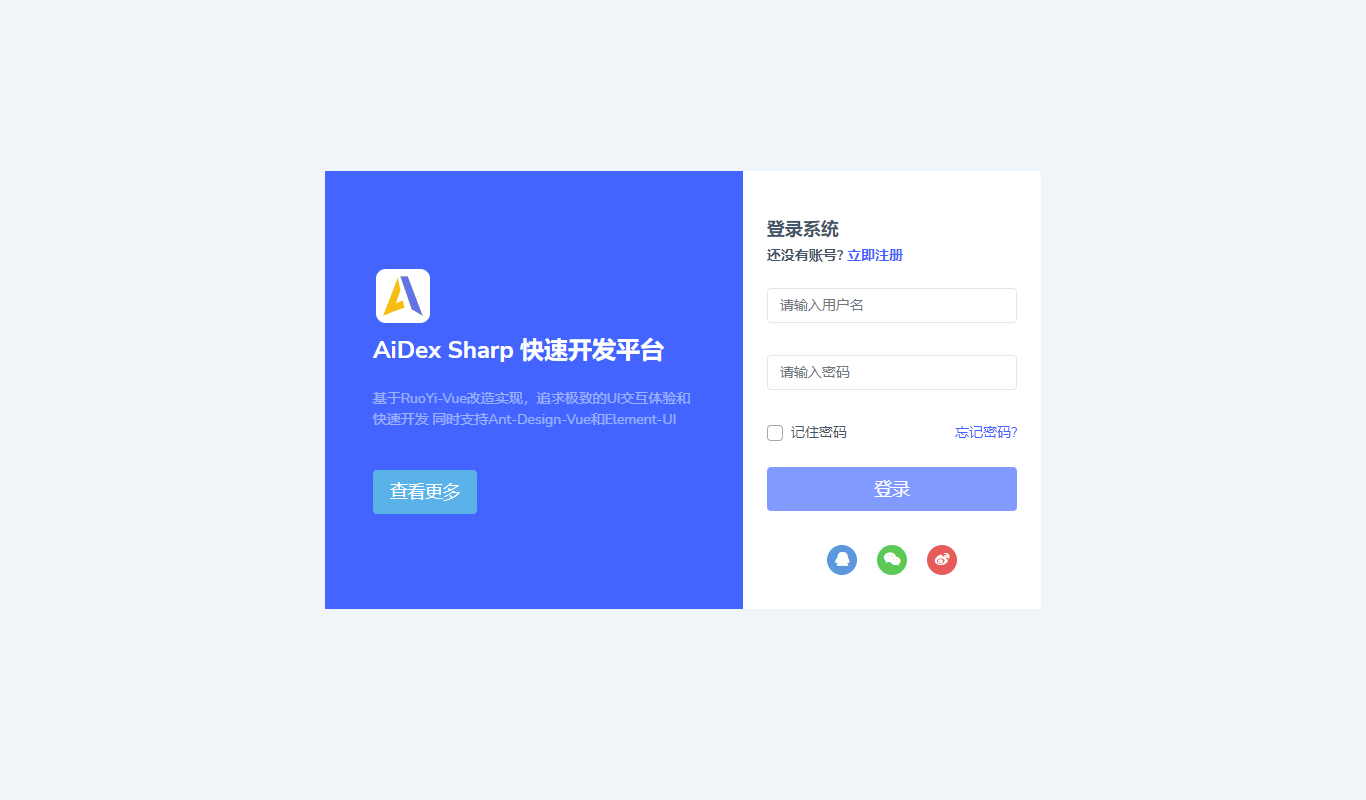 AiDex Sharp 快速开发平台
基于RuoYi-Vue改造实现，追求极致的UI交互体验和
快速开发 同时支持Ant-Design-Vue和Element-UI
查看更多
登录系统
还没有账号? 立即注册
请输入用户名
请输入密码
记住密码 忘记密码?
登录